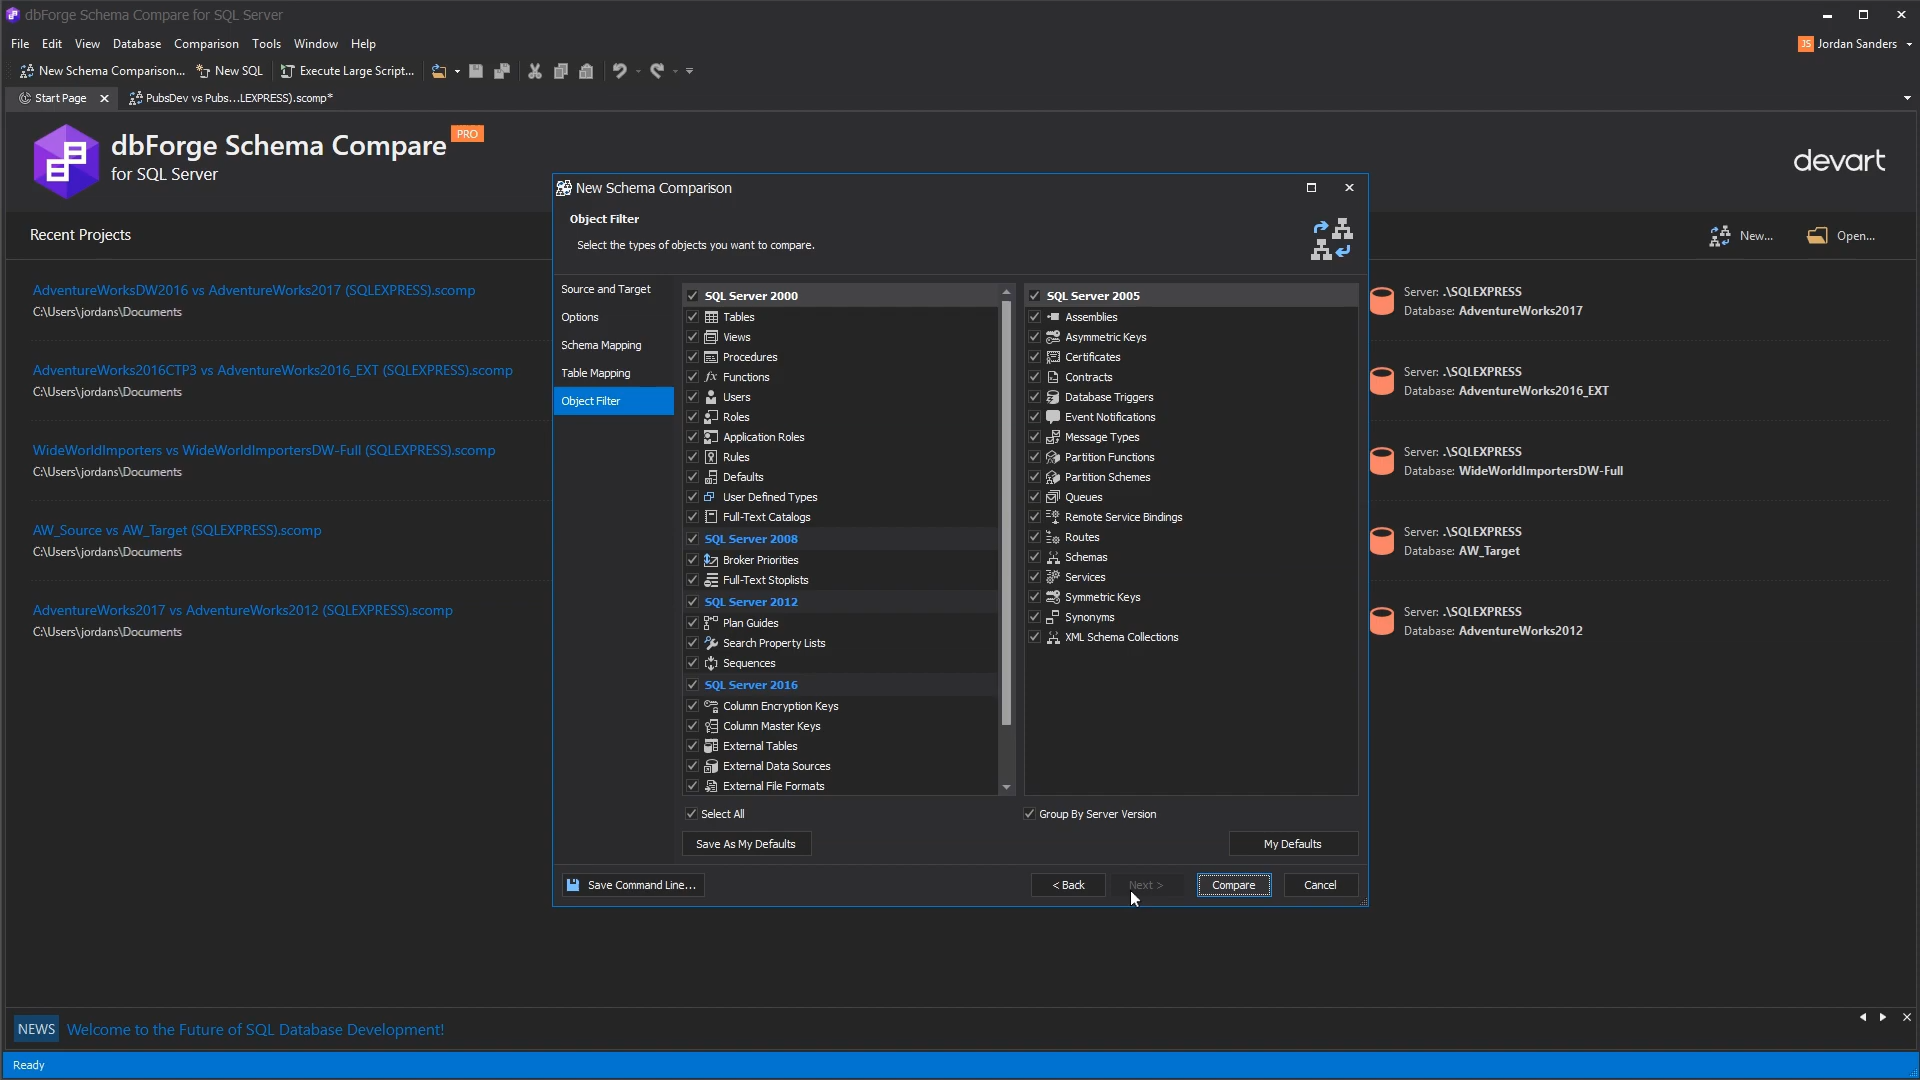 dbForge Schema Compare for SQL Server
File Edit View Database Comparison Tools Window Help
JS Jordan Sanders
New Schema Comparison... New SQL Execute Large Script...
Start Page PubsDev vs Pubs...LEXPRESS).scomp*
dbForge Schema Compare PRO
for SQL Server
devart
Recent Projects
New... Open...
AdventureWorksDW2016 vs AdventureWorks2017 (SQLEXPRESS).scomp
C:\Users\jordans\Documents
AdventureWorks2016CTP3 vs AdventureWorks2016_EXT (SQLEXPRESS).scomp
C:\Users\jordans\Documents
WideWorldImporters vs WideWorldImportersDW-Full (SQLEXPRESS).scomp
C:\Users\jordans\Documents
AW_Source vs AW_Target (SQLEXPRESS).scomp
C:\Users\jordans\Documents
AdventureWorks2017 vs AdventureWorks2012 (SQLEXPRESS).scomp
C:\Users\jordans\Documents
New Schema Comparison
Object Filter
Select the types of objects you want to compare.
Source and Target
Options
Schema Mapping
Table Mapping
Object Filter
SQL Server 2000
Tables
Views
Procedures
Functions
Users
Roles
Application Roles
Rules
Defaults
User Defined Types
Full-Text Catalogs
SQL Server 2008
Broker Priorities
Full-Text Stoplists
SQL Server 2012
Plan Guides
Search Property Lists
Sequences
SQL Server 2016
Column Encryption Keys
Column Master Keys
External Tables
External Data Sources
External File Formats
SQL Server 2005
Assemblies
Asymmetric Keys
Certificates
Contracts
Database Triggers
Event Notifications
Message Types
Partition Functions
Partition Schemes
Queues
Remote Service Bindings
Routes
Schemas
Services
Symmetric Keys
Synonyms
XML Schema Collections
Select All
Group By Server Version
Save As My Defaults
My Defaults
Save Command Line...
< Back
Next >
Compare
Cancel
Server: .\SQLEXPRESS
Database: AdventureWorks2017
Server: .\SQLEXPRESS
Database: AdventureWorks2016_EXT
Server: .\SQLEXPRESS
Database: WideWorldImportersDW-Full
Server: .\SQLEXPRESS
Database: AW_Target
Server: .\SQLEXPRESS
Database: AdventureWorks2012
NEWS Welcome to the Future of SQL Database Development!
Ready